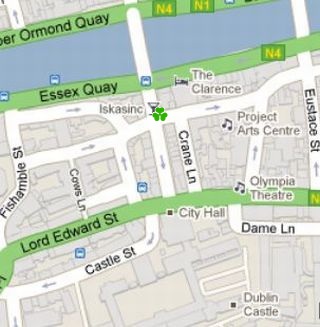 N4
N1
per Ormond Quay
N4
Essex Quay
The
Clarence
Iskasinc
Project
Arts Centre
Eustace St
Crane Ln
Fishamble St
Cows Ln
Olympia
Theatre
N
City Hall
Lord Edward St
Dame Ln
Castle St
Dublin
Castle